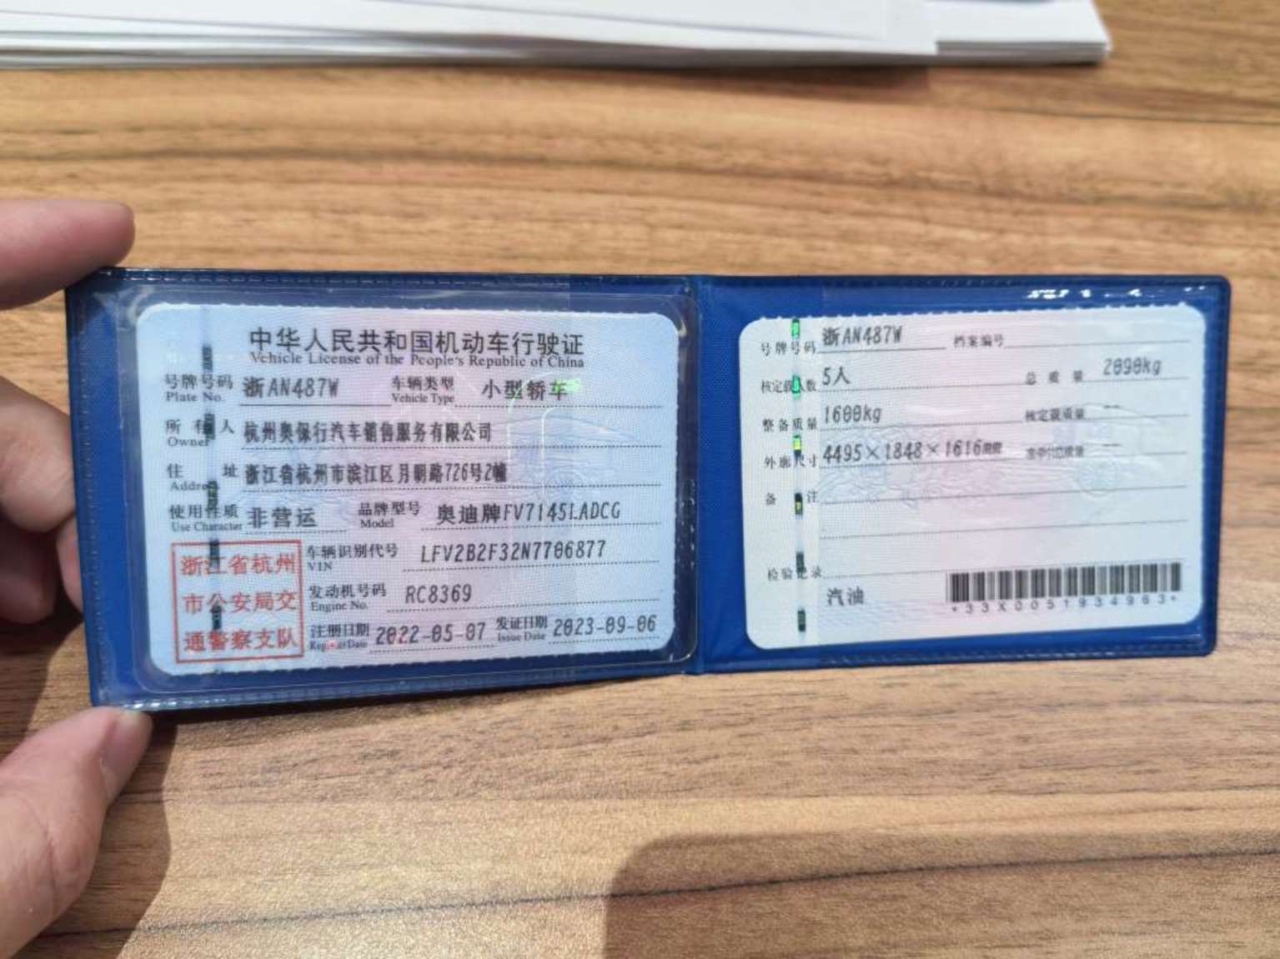 中华人民共和国机动车行驶证
Vehicle License of the People's Republic of China
号牌号码 浙AN487W 车辆类型 小型轿车
Plate No. Vehicle Type
所有人 杭州奥保行汽车销售服务有限公司
Owner
住址 浙江省杭州市滨江区月明路726号2幢
Address
使用性质 非营运 品牌型号 奥迪牌FV7145LADCG
Use Character Model
浙江省杭州
市公安局交
通警察支队
车辆识别代号 LFV2B2F32N7706877
VIN
发动机号码 RC8369
Engine No.
注册日期 2022-05-07 发证日期 2023-09-06
Register Date Issue Date
号牌号码 浙AN487W 档案编号
核定载人数 5人 总质量 2090kg
整备质量 1600kg 核定载质量 --
外廓尺寸 4495×1848×1616mm 准牵引总质量 --
备注
检验记录
汽油
*33X0051934963*